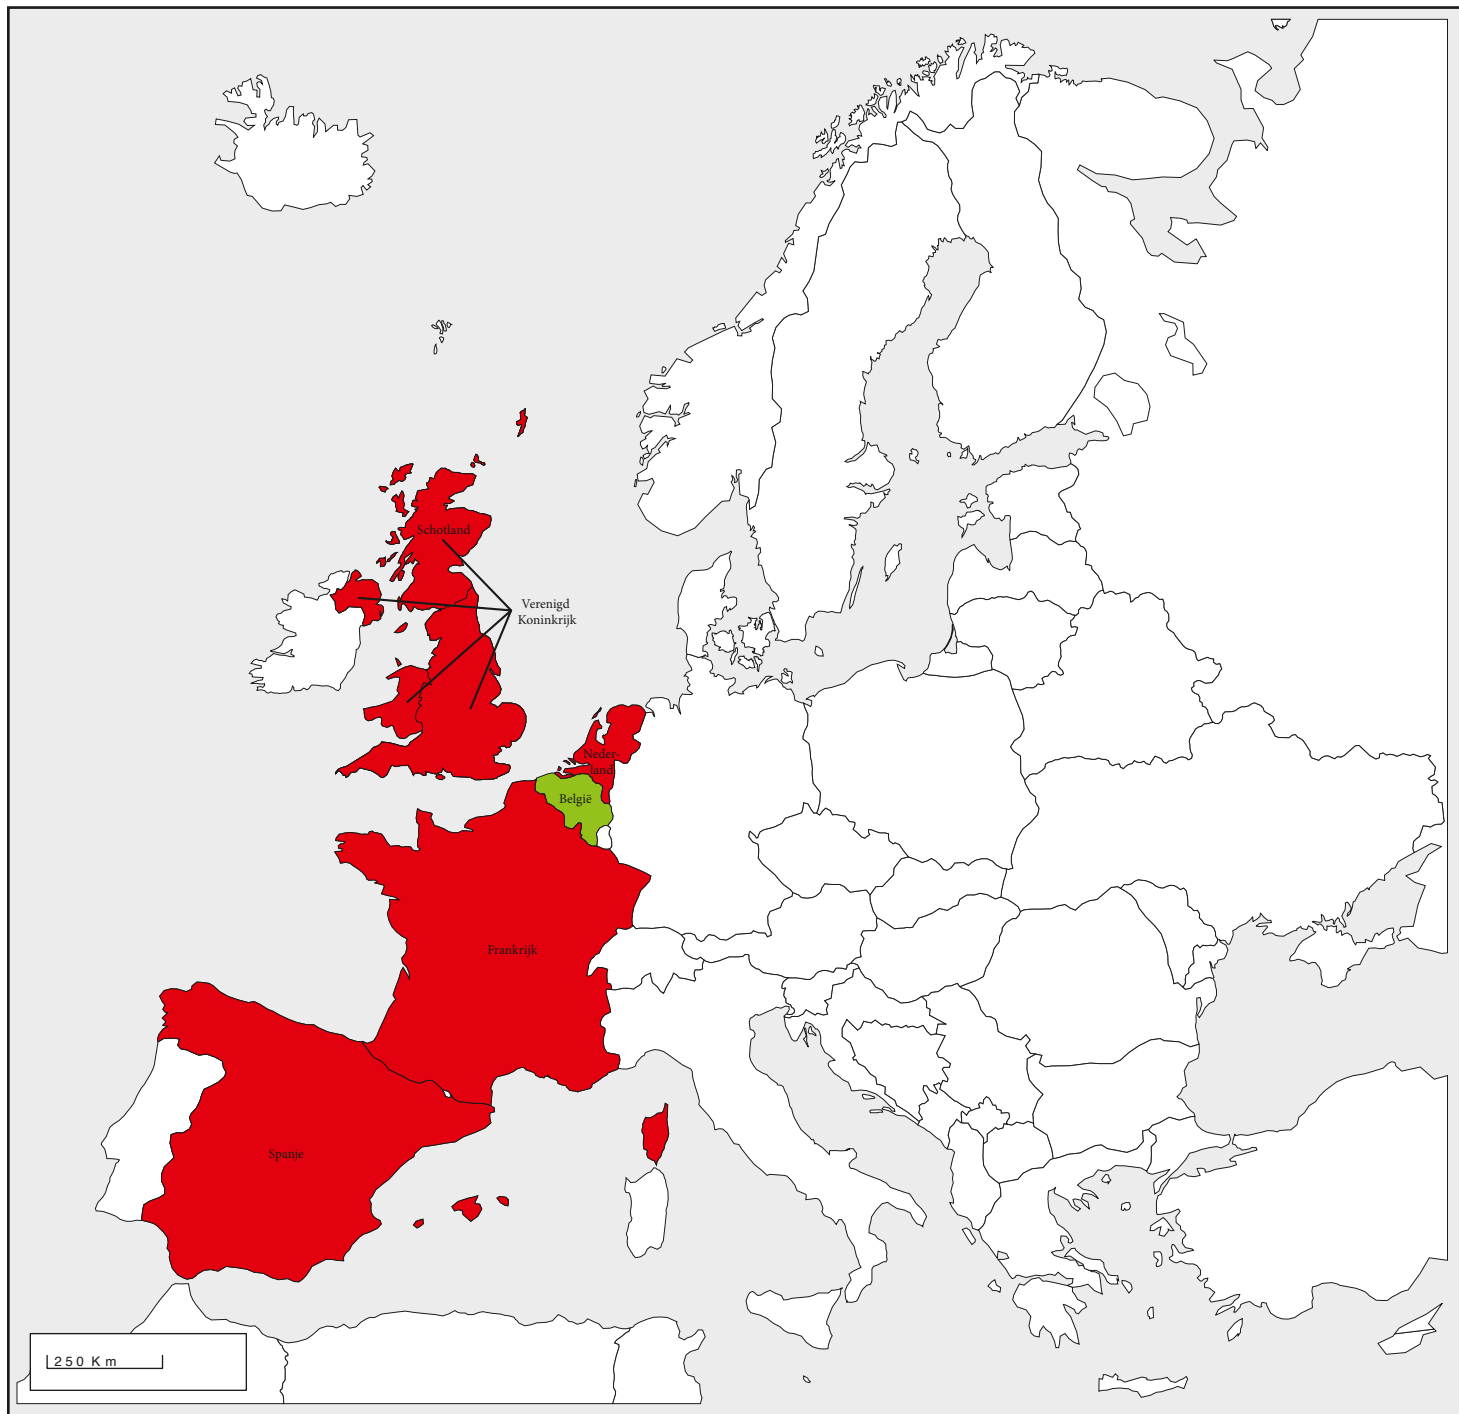 Schotland
Verenigd
Koninkrijk
Neder-
land
België
Frankrijk
Spanje
250 Km